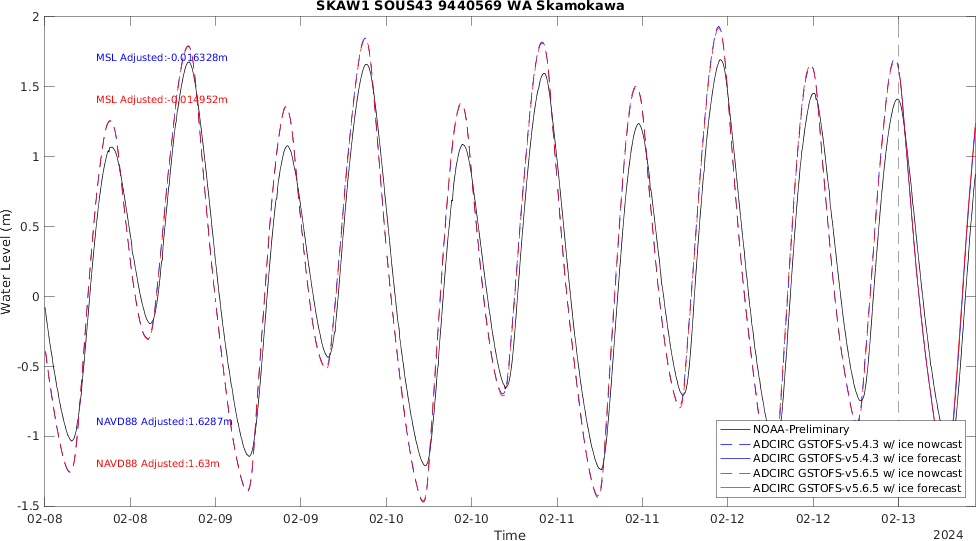 SKAW1 SOUS43 9440569 WA Skamokawa
2
1.5
1
0.5
0
-0.5
-1
-1.5
Water Level (m)
MSL Adjusted:-0.016328m
MSL Adjusted:-0.014952m
NAVD88 Adjusted:1.6287m
NAVD88 Adjusted:1.63m
NOAA-Preliminary
ADCIRC GSTOFS-v5.4.3 w/ ice nowcast
ADCIRC GSTOFS-v5.4.3 w/ ice forecast
ADCIRC GSTOFS-v5.6.5 w/ ice nowcast
ADCIRC GSTOFS-v5.6.5 w/ ice forecast
02-08 02-08 02-09 02-09 02-10 02-10 02-11 02-11 02-12 02-12 02-13
Time
2024